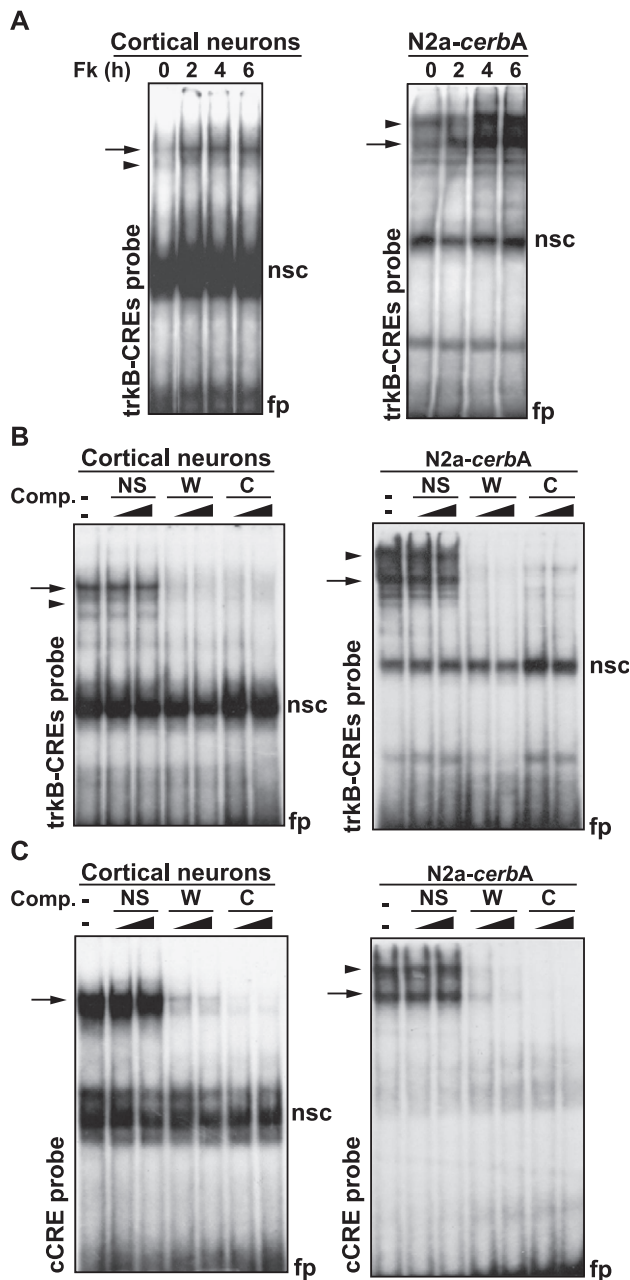 A
Cortical neurons
Fk (h) 0 2 4 6
trkB-CREs probe
nsc
fp
N2a-cerbA
0 2 4 6
trkB-CREs probe
nsc
fp
B
Cortical neurons
Comp. - NS W C
-
trkB-CREs probe
nsc
fp
N2a-cerbA
- NS W C
-
trkB-CREs probe
nsc
fp
C
Cortical neurons
Comp. - NS W C
-
cCRE probe
nsc
fp
N2a-cerbA
- NS W C
-
cCRE probe
fp